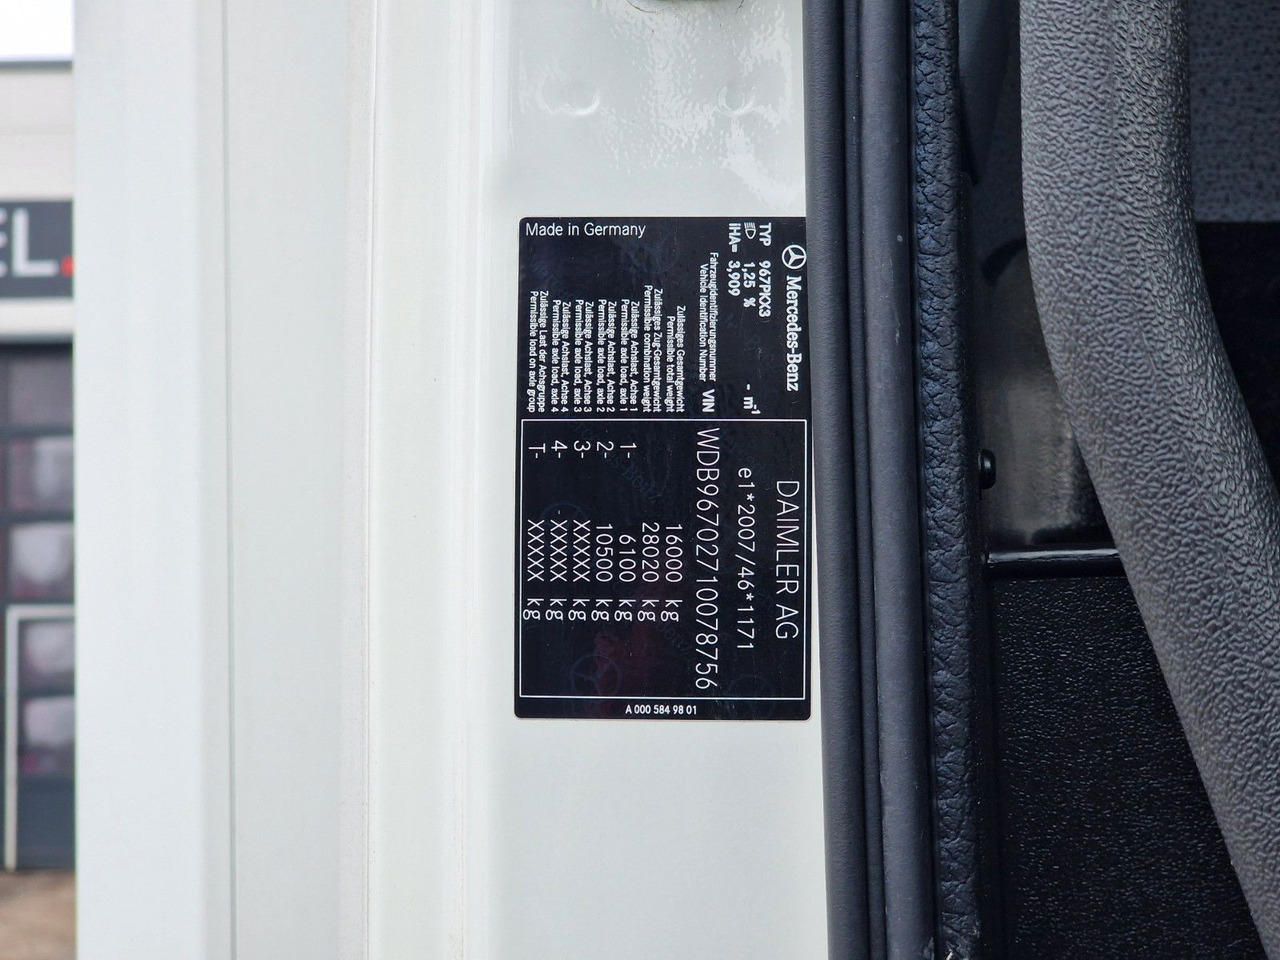 Mercedes-Benz
TYP 967PKX3
1,25 % - m⁻¹
iHA= 3,909
DAIMLER AG
e1*2007/46*1171
Fahrzeugidentifizierungsnummer
Vehicle Identification Number VIN WDB96702710078756
Zulässiges Gesamtgewicht
Permissible total weight 16000 kg
Zulässiges Zug-Gesamtgewicht
Permissible combination weight 28020 kg
Zulässige Achslast, Achse 1
Permissible axle load, axle 1 1- 6100 kg
Zulässige Achslast, Achse 2
Permissible axle load, axle 2 2- 10500 kg
Zulässige Achslast, Achse 3
Permissible axle load, axle 3 3- XXXXX kg
Zulässige Achslast, Achse 4
Permissible axle load, axle 4 4- XXXXX kg
Zulässige Last der Achsgruppe
Permissible load on axle group T- XXXXX kg
Made in Germany
A 000 584 98 01
EL.